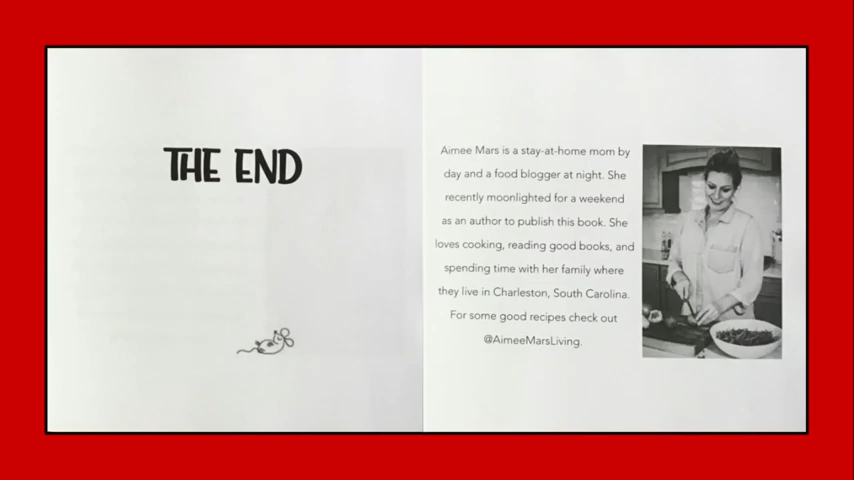 THE END
Aimee Mars is a stay-at-home mom by
day and a food blogger at night. She
recently moonlighted for a weekend
as an author to publish this book. She
loves cooking, reading good books, and
spending time with her family where
they live in Charleston, South Carolina.
For some good recipes check out
@AimeeMarsLiving.